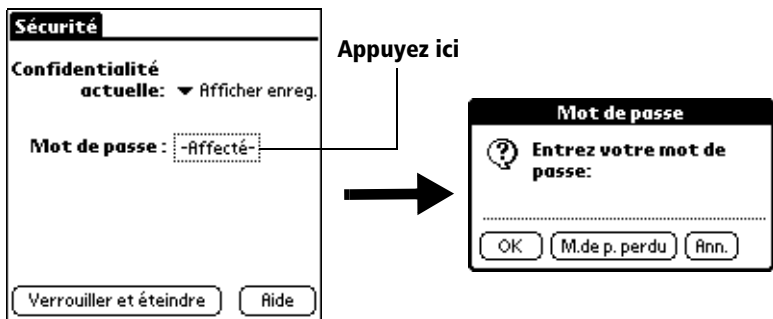 Sécurité
Confidentialité
actuelle: Afficher enreg.
Mot de passe : -Affecté-
Verrouiller et éteindre Aide
Appuyez ici
Mot de passe
Entrez votre mot de
passe:
OK M.de p. perdu Ann.